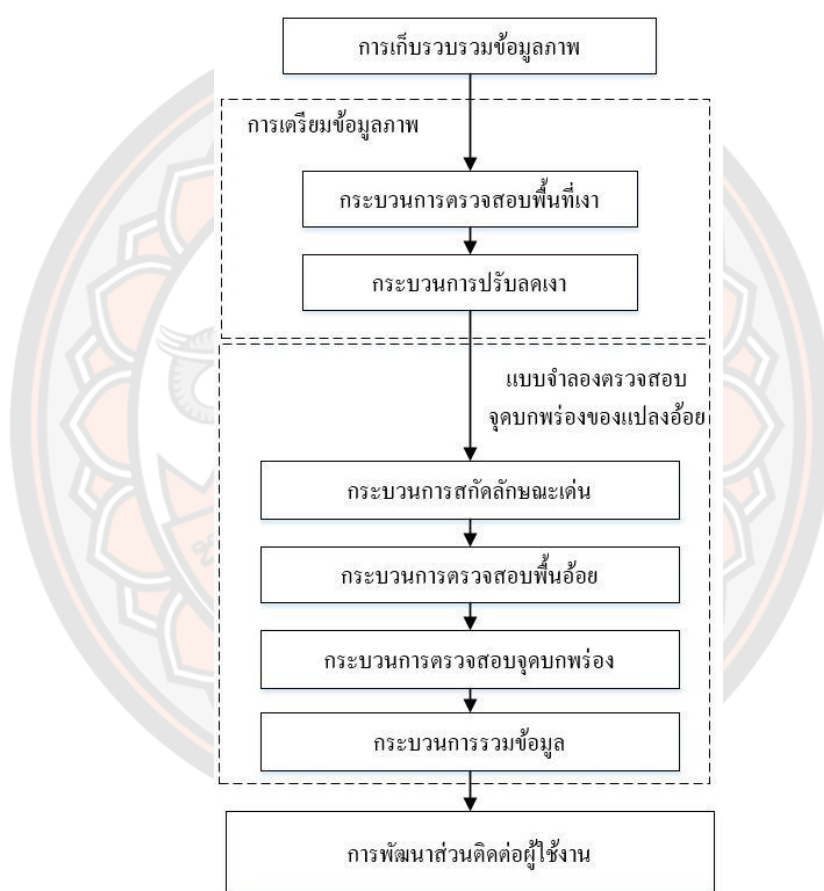 การเก็บรวบรวมข้อมูลภาพ
การเตรียมข้อมูลภาพ
กระบวนการตรวจสอบพื้นที่เงา
กระบวนการปรับลดเงา
แบบจำลองตรวจสอบ
จุดบกพร่องของแปลงอ้อย
กระบวนการสกัดลักษณะเด่น
กระบวนการตรวจสอบพื้นอ้อย
กระบวนการตรวจสอบจุดบกพร่อง
กระบวนการรวมข้อมูล
การพัฒนาส่วนติดต่อผู้ใช้งาน